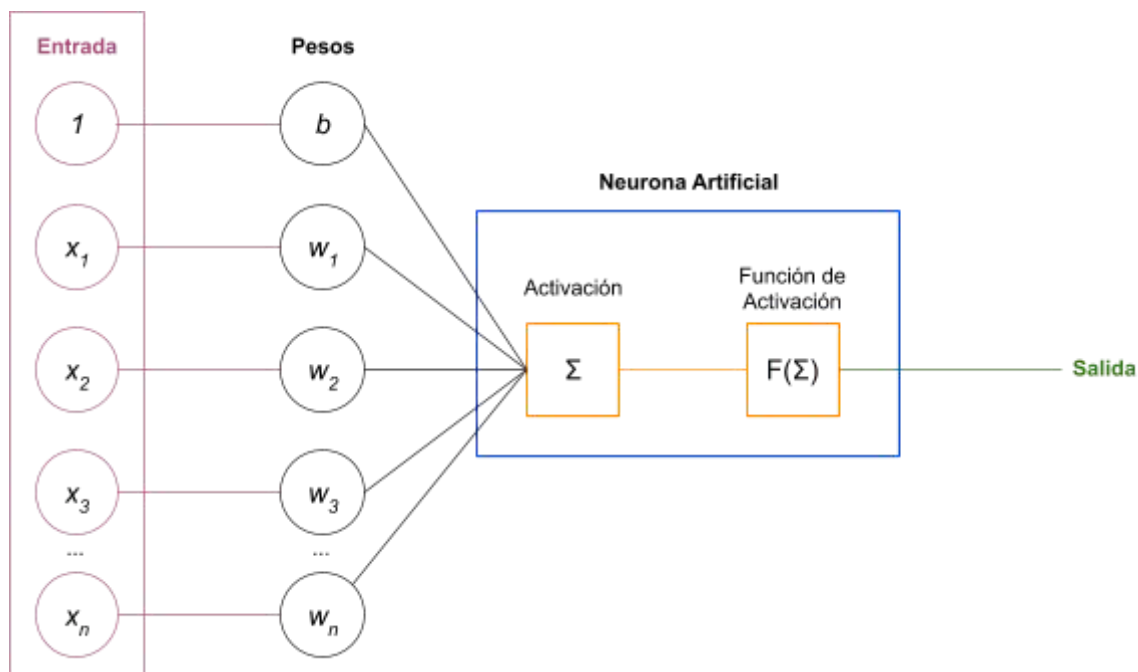 Entrada
Pesos
1
b
Neurona Artificial
x1
w1
Activación
Función de
Activación
x2
w2
Σ
F(Σ)
Salida
x3
w3
...
...
xn
wn